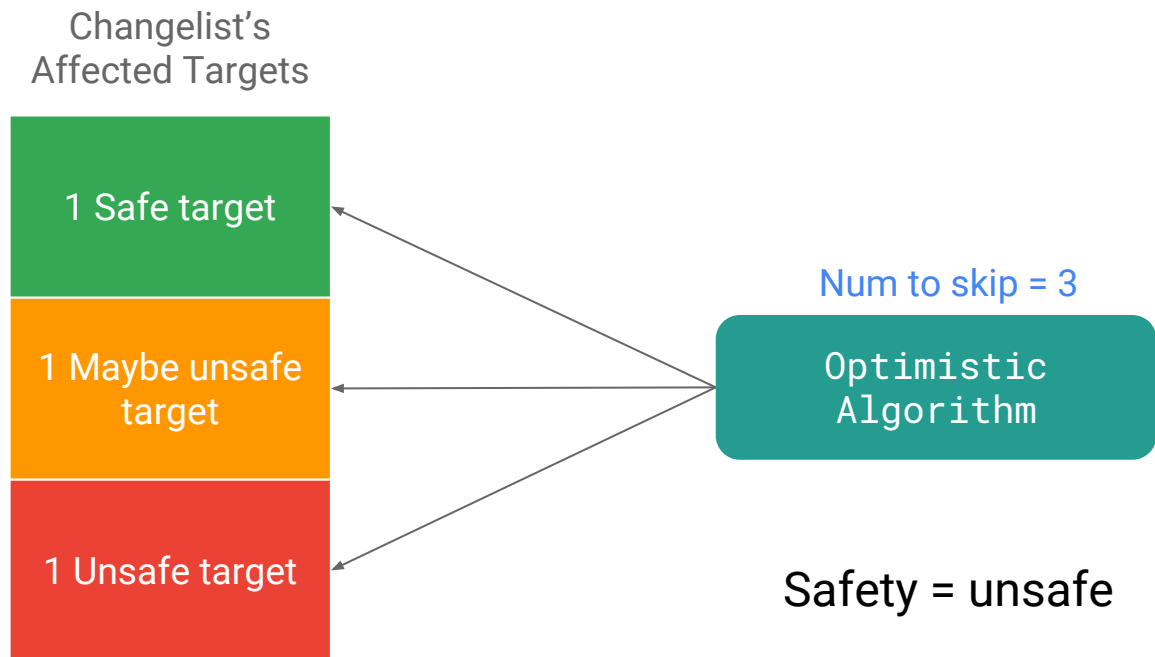 Changelist's
Affected Targets
1 Safe target
1 Maybe unsafe
target
1 Unsafe target
Num to skip = 3
Optimistic
Algorithm
Safety = unsafe